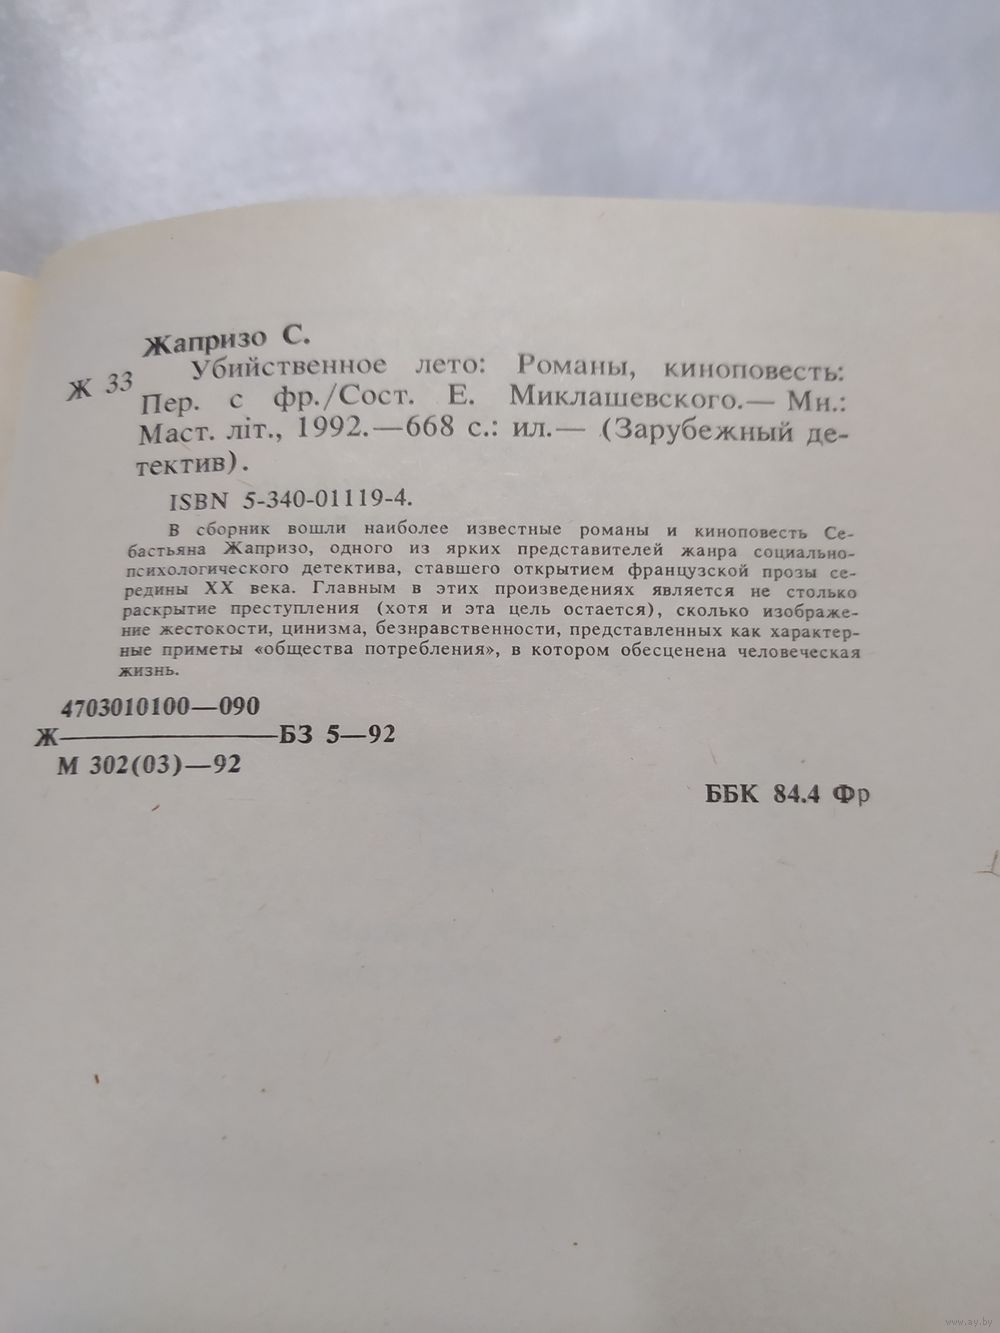 Жапризо С.
Ж 33
Убийственное лето: Романы, киноповесть:
Пер. с фр./Сост. Е. Миклашевского.— Мн.:
Маст. літ., 1992.—668 с.: ил.— (Зарубежный де-
тектив).
ISBN 5-340-01119-4.
В сборник вошли наиболее известные романы и киноповесть Се-
бастьяна Жапризо, одного из ярких представителей жанра социально-
психологического детектива, ставшего открытием французской прозы се-
редины XX века. Главным в этих произведениях является не столько
раскрытие преступления (хотя и эта цель остается), сколько изображе-
ние жестокости, цинизма, безнравственности, представленных как характер-
ные приметы «общества потребления», в котором обесценена человеческая
жизнь.
4703010100—090
Ж————БЗ 5—92
М 302(03)—92
ББК 84.4 Фр
www.ay.by